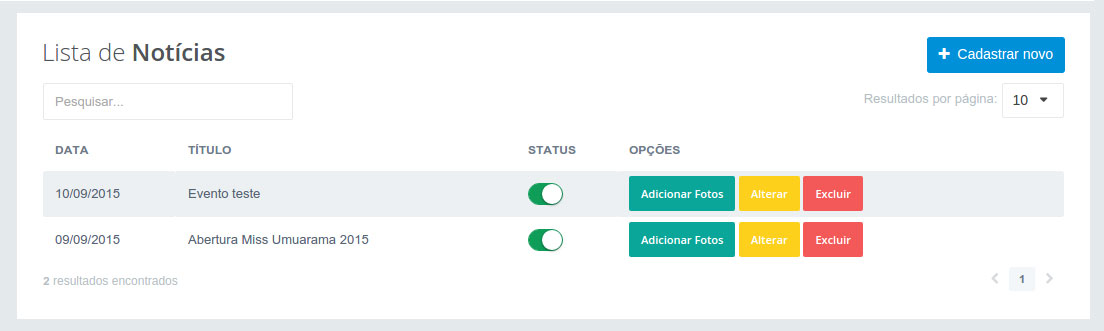 Lista de Notícias
+ Cadastrar novo
Pesquisar...
Resultados por página: 10
DATA TÍTULO STATUS OPÇÕES
10/09/2015 Evento teste Adicionar Fotos Alterar Excluir
09/09/2015 Abertura Miss Umuarama 2015 Adicionar Fotos Alterar Excluir
2 resultados encontrados
1